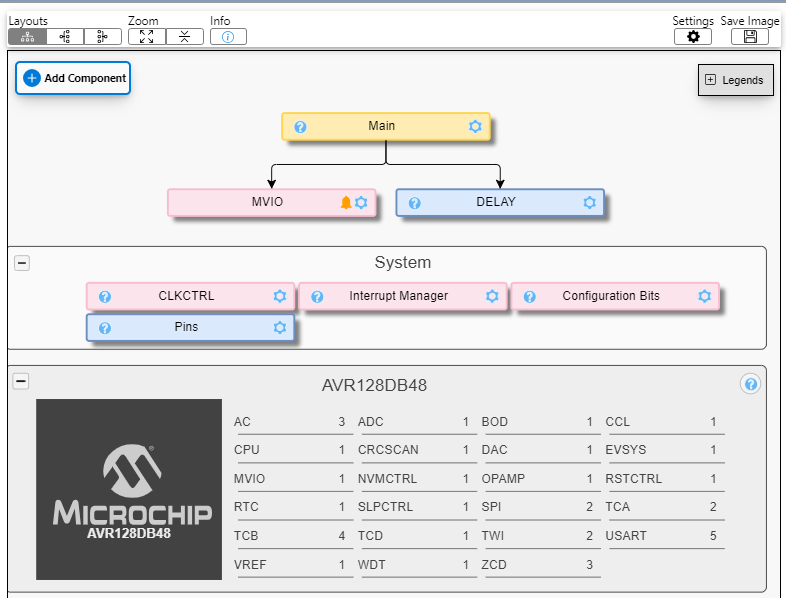 Layouts Zoom Info Settings Save Image
Add Component
Legends
Main
MVIO DELAY
System
CLKCTRL Interrupt Manager Configuration Bits
Pins
AVR128DB48
AC 3 ADC 1 BOD 1 CCL 1
CPU 1 CRCSCAN 1 DAC 1 EVSYS 1
MVIO 1 NVMCTRL 1 OPAMP 1 RSTCTRL 1
RTC 1 SLPCTRL 1 SPI 2 TCA 2
TCB 4 TCD 1 TWI 2 USART 5
VREF 1 WDT 1 ZCD 3
MICROCHIP
AVR128DB48